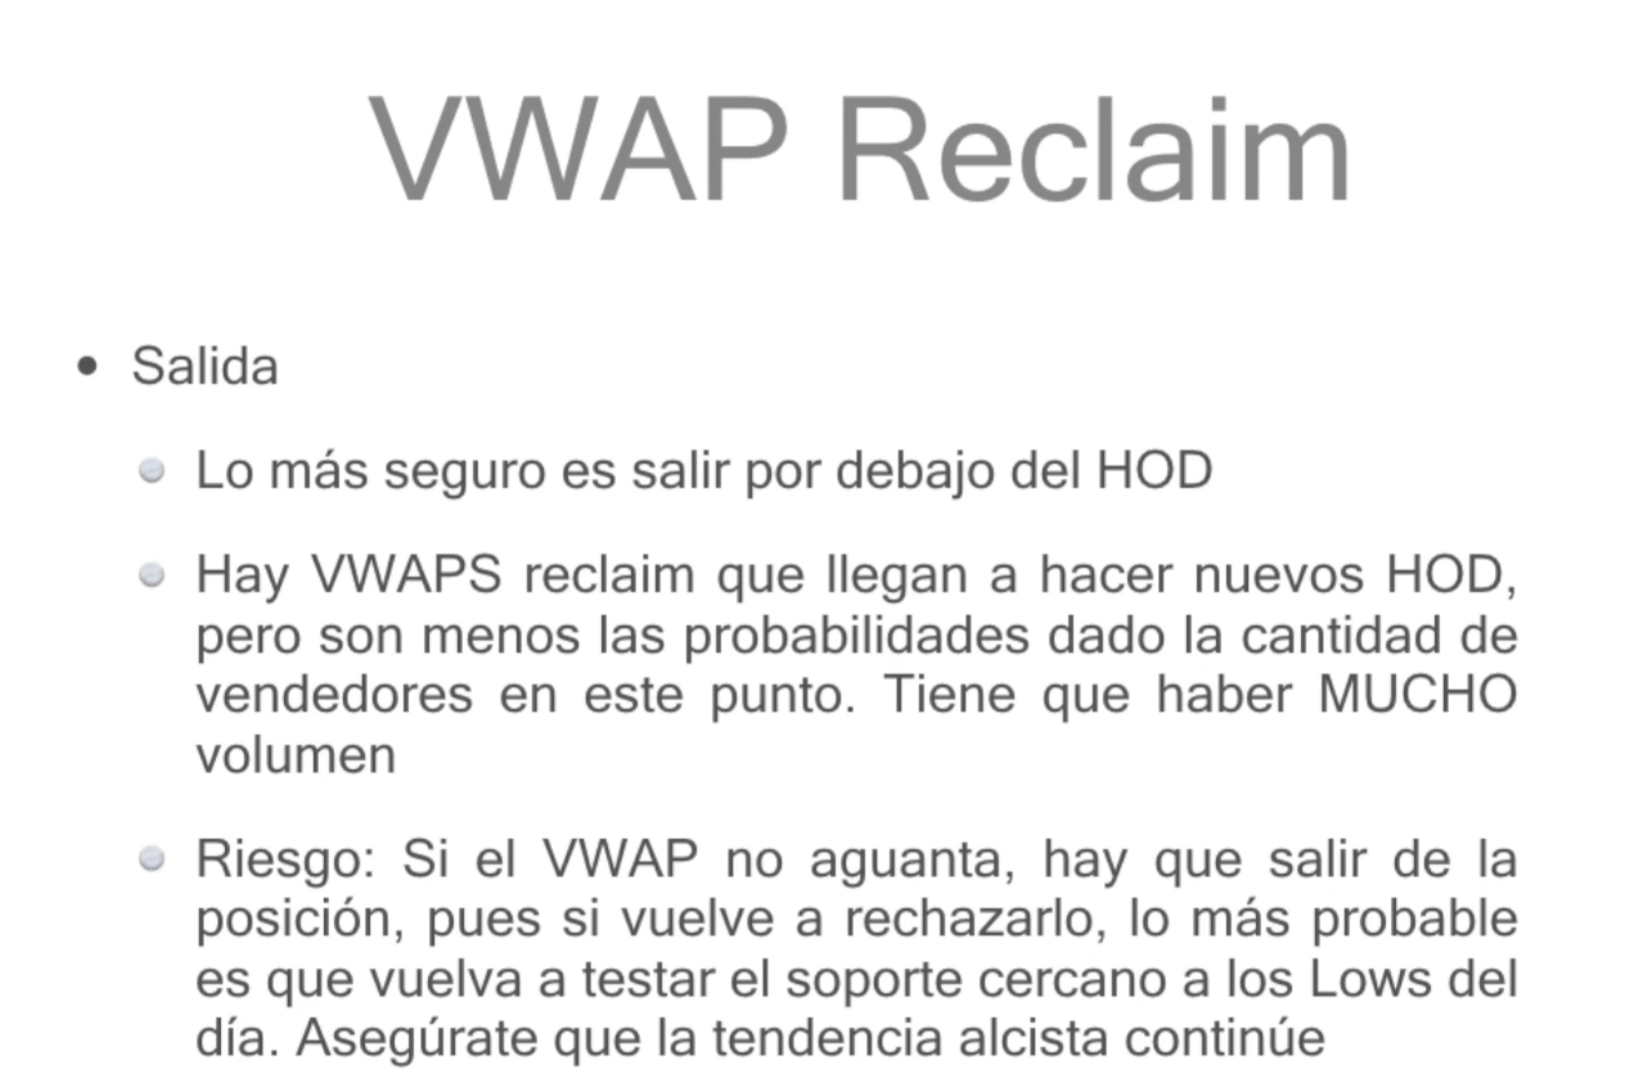 VWAP Reclaim
• Salida
Lo más seguro es salir por debajo del HOD
Hay VWAPS reclaim que llegan a hacer nuevos HOD,
pero son menos las probabilidades dado la cantidad de
vendedores en este punto. Tiene que haber MUCHO
volumen
Riesgo: Si el VWAP no aguanta, hay que salir de la
posición, pues si vuelve a rechazarlo, lo más probable
es que vuelva a testar el soporte cercano a los Lows del
día. Asegúrate que la tendencia alcista continúe